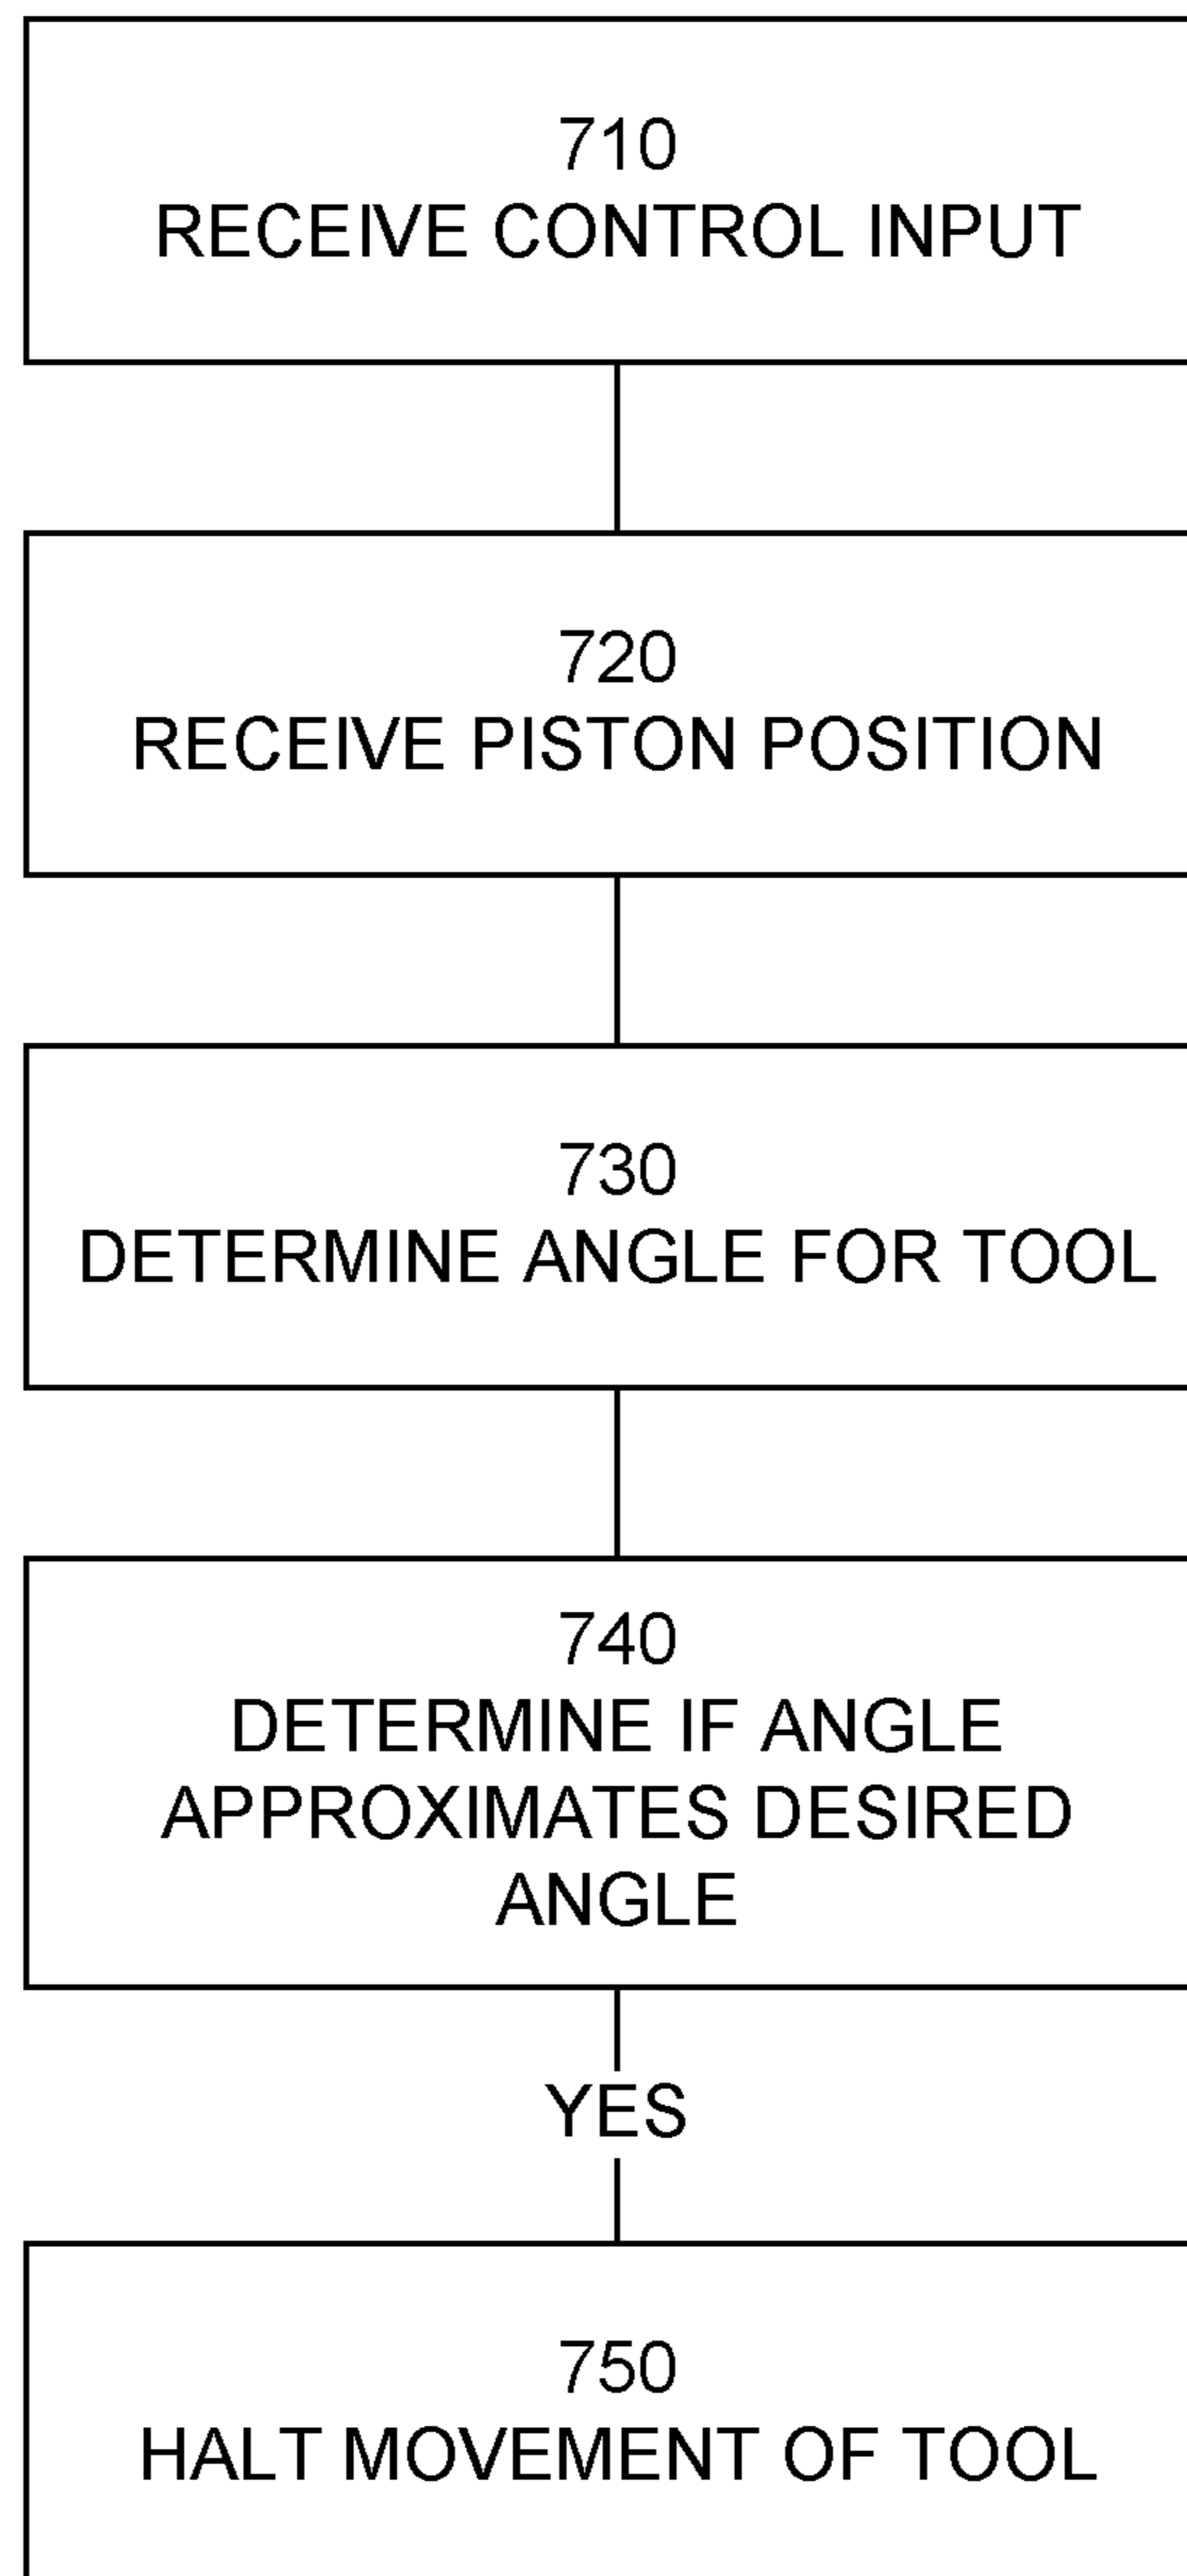 710
RECEIVE CONTROL INPUT
720
RECEIVE PISTON POSITION
730
DETERMINE ANGLE FOR TOOL
740
DETERMINE IF ANGLE
APPROXIMATES DESIRED
ANGLE
YES
750
HALT MOVEMENT OF TOOL